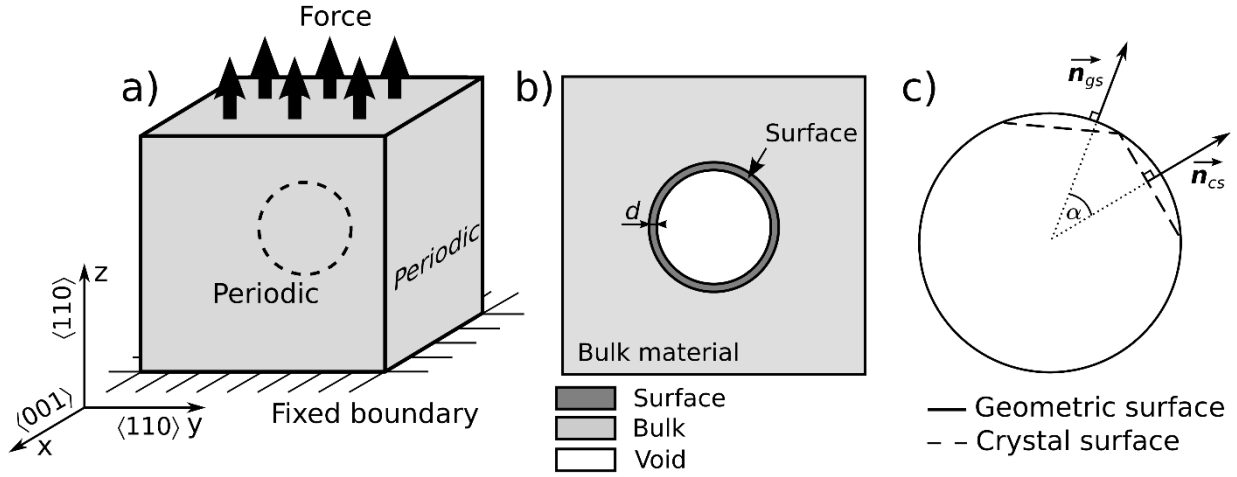 a)
Force
Periodic
Periodic
z
⟨110⟩
⟨001⟩
x
⟨110⟩ y
Fixed boundary
b)
Surface
d
Bulk material
Surface
Bulk
Void
c)
n_gs
n_cs
α
Geometric surface
Crystal surface